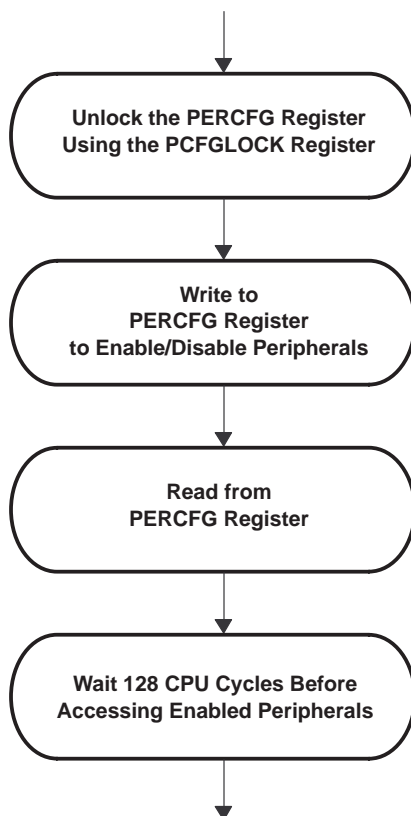 Unlock the PERCFG Register
Using the PCFGLOCK Register
Write to
PERCFG Register
to Enable/Disable Peripherals
Read from
PERCFG Register
Wait 128 CPU Cycles Before
Accessing Enabled Peripherals